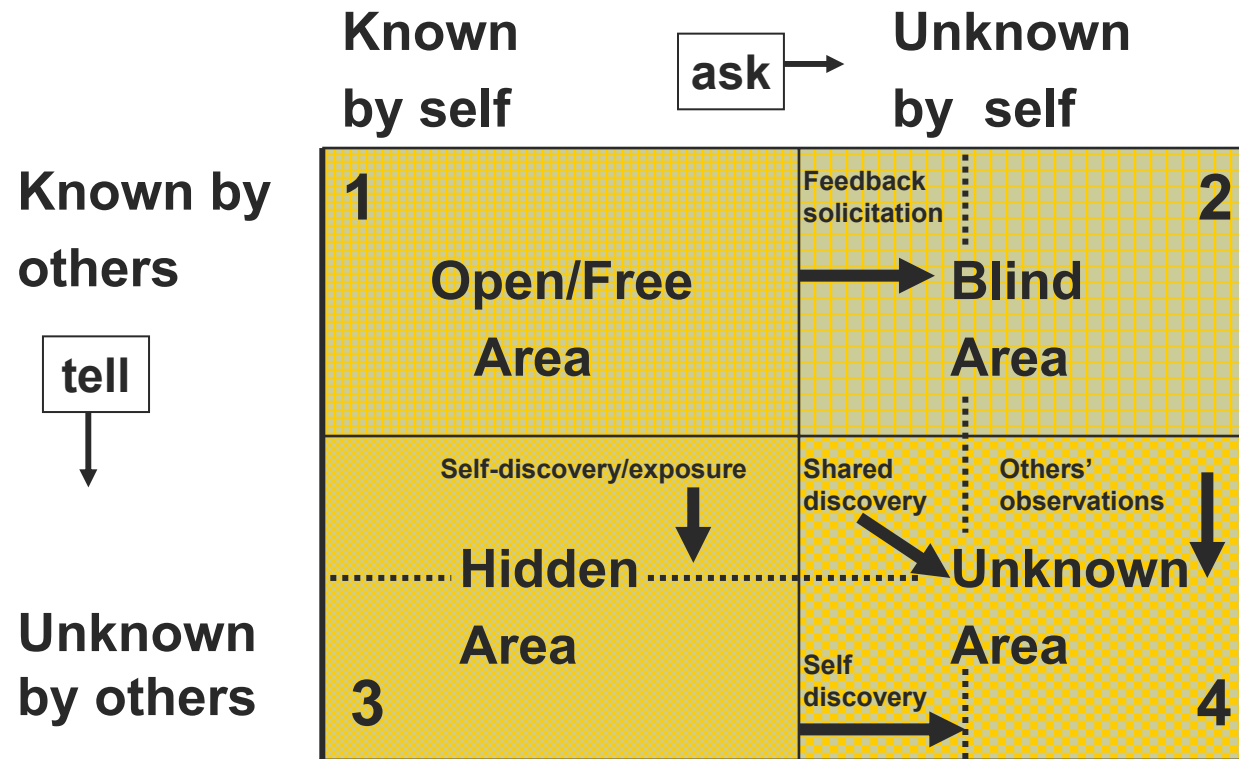 Known
by self
ask
Unknown
by self
Known by
others
tell
Unknown
by others
1
Open/Free
Area
Feedback
solicitation
2
Blind
Area
Self-discovery/exposure
Hidden
Area
3
Shared
discovery
Others’
observations
Unknown
Area
Self
discovery
4